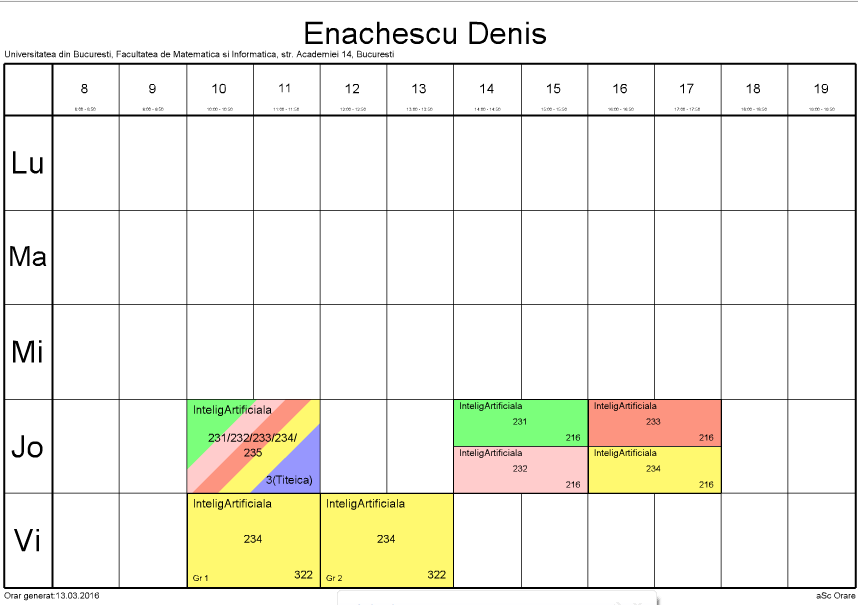 Enachescu Denis
Universitatea din Bucuresti, Facultatea de Matematica si Informatica, str. Academiei 14, Bucuresti
8 9 10 11 12 13 14 15 16 17 18 19
8:00 - 8:50 9:00 - 9:50 10:00 - 10:50 11:00 - 11:50 12:00 - 12:50 13:00 - 13:50 14:00 - 14:50 15:00 - 15:50 16:00 - 16:50 17:00 - 17:50 18:00 - 18:50 19:00 - 19:50
Lu
Ma
Mi
Jo
InteligArtificiala
231/232/233/234/
235
3(Titeica)
InteligArtificiala
231
216
InteligArtificiala
232
216
InteligArtificiala
233
216
InteligArtificiala
234
216
Vi
InteligArtificiala
234
Gr 1 322
InteligArtificiala
234
Gr 2 322
Orar generat:13.03.2016 aSc Orare